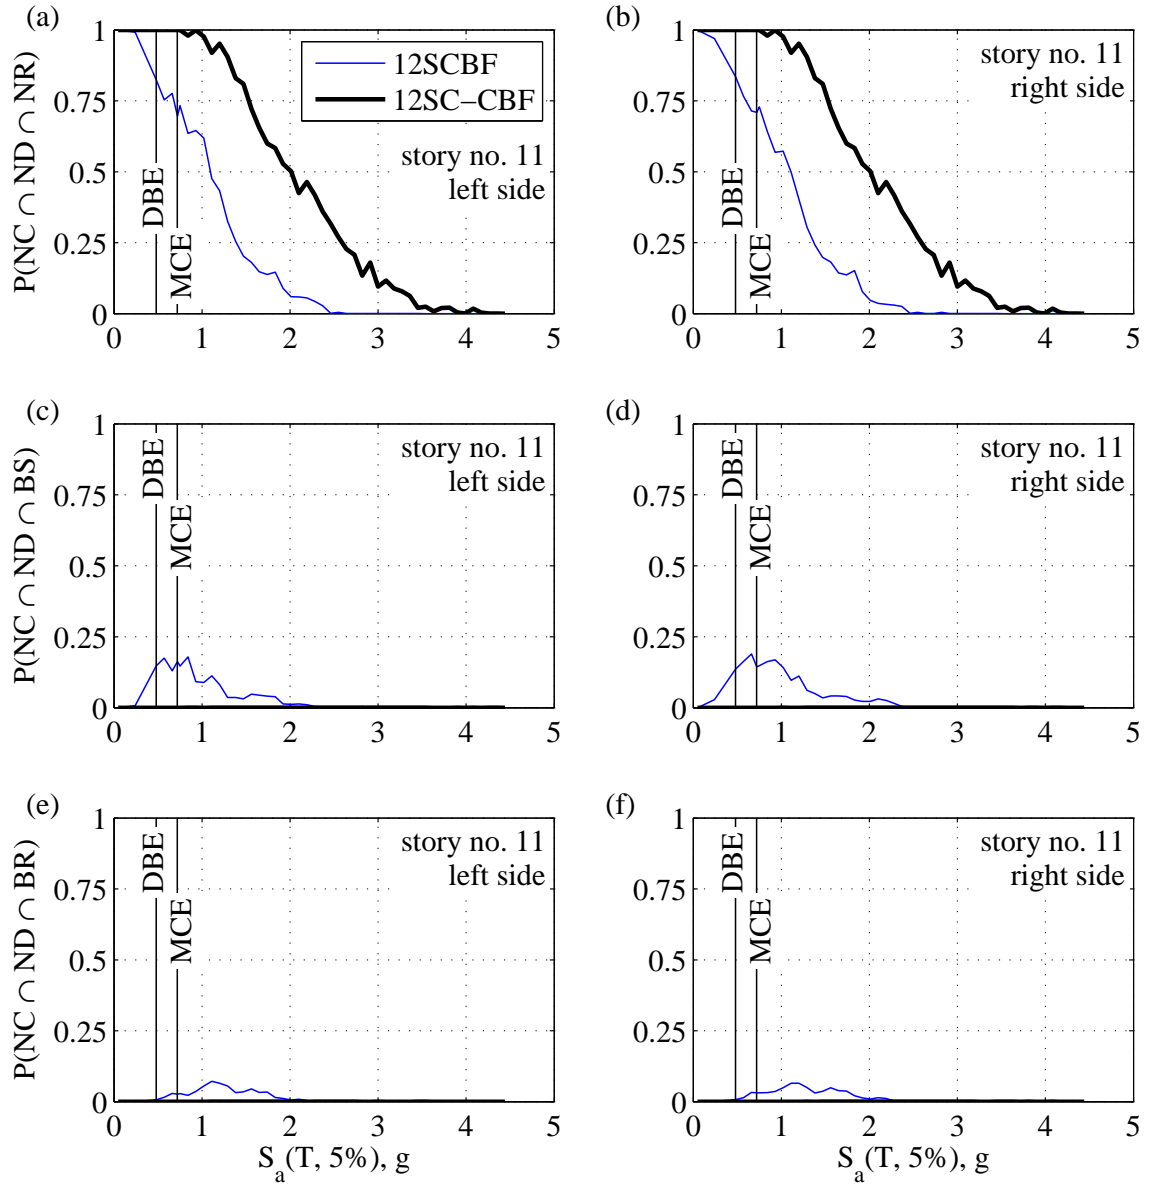 (a)
1
0.75
0.5
0.25
0
P(NC ∩ ND ∩ NR)
12SCBF
12SC−CBF
story no. 11
left side
DBE
MCE
0 1 2 3 4 5
(b)
1
0.75
0.5
0.25
0
story no. 11
right side
DBE
MCE
0 1 2 3 4 5
(c)
1
0.75
0.5
0.25
0
P(NC ∩ ND ∩ BS)
story no. 11
left side
DBE
MCE
0 1 2 3 4 5
(d)
1
0.75
0.5
0.25
0
story no. 11
right side
DBE
MCE
0 1 2 3 4 5
(e)
1
0.75
0.5
0.25
0
P(NC ∩ ND ∩ BR)
story no. 11
left side
DBE
MCE
0 1 2 3 4 5
Sa(T, 5%), g
(f)
1
0.75
0.5
0.25
0
story no. 11
right side
DBE
MCE
0 1 2 3 4 5
Sa(T, 5%), g